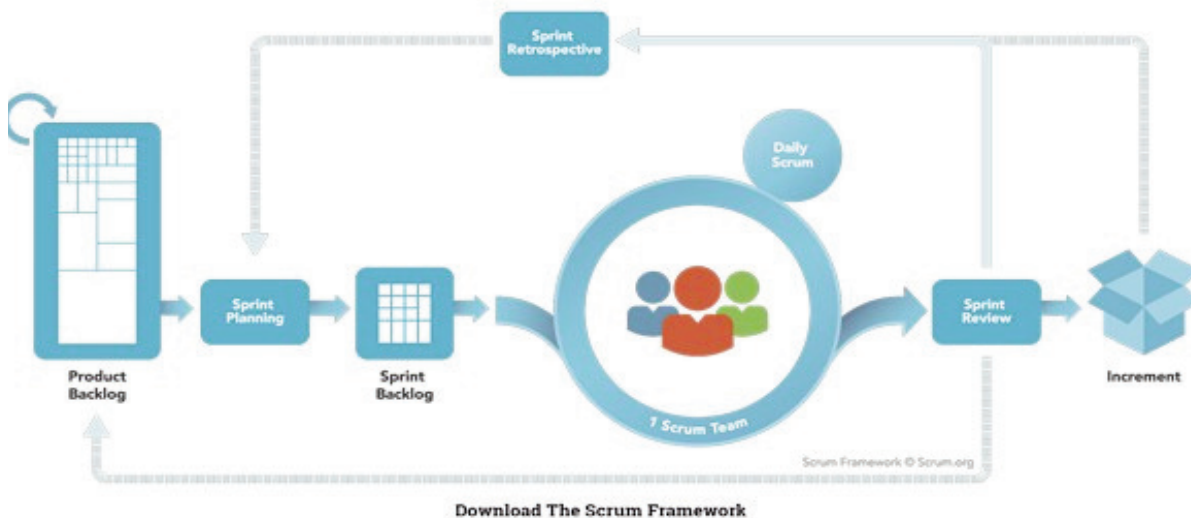 Sprint
Retrospective
Daily
Scrum
Sprint
Planning
Sprint
Review
Product
Backlog
Sprint
Backlog
Increment
1 Scrum Team
Scrum Framework © Scrum.org
Download The Scrum Framework